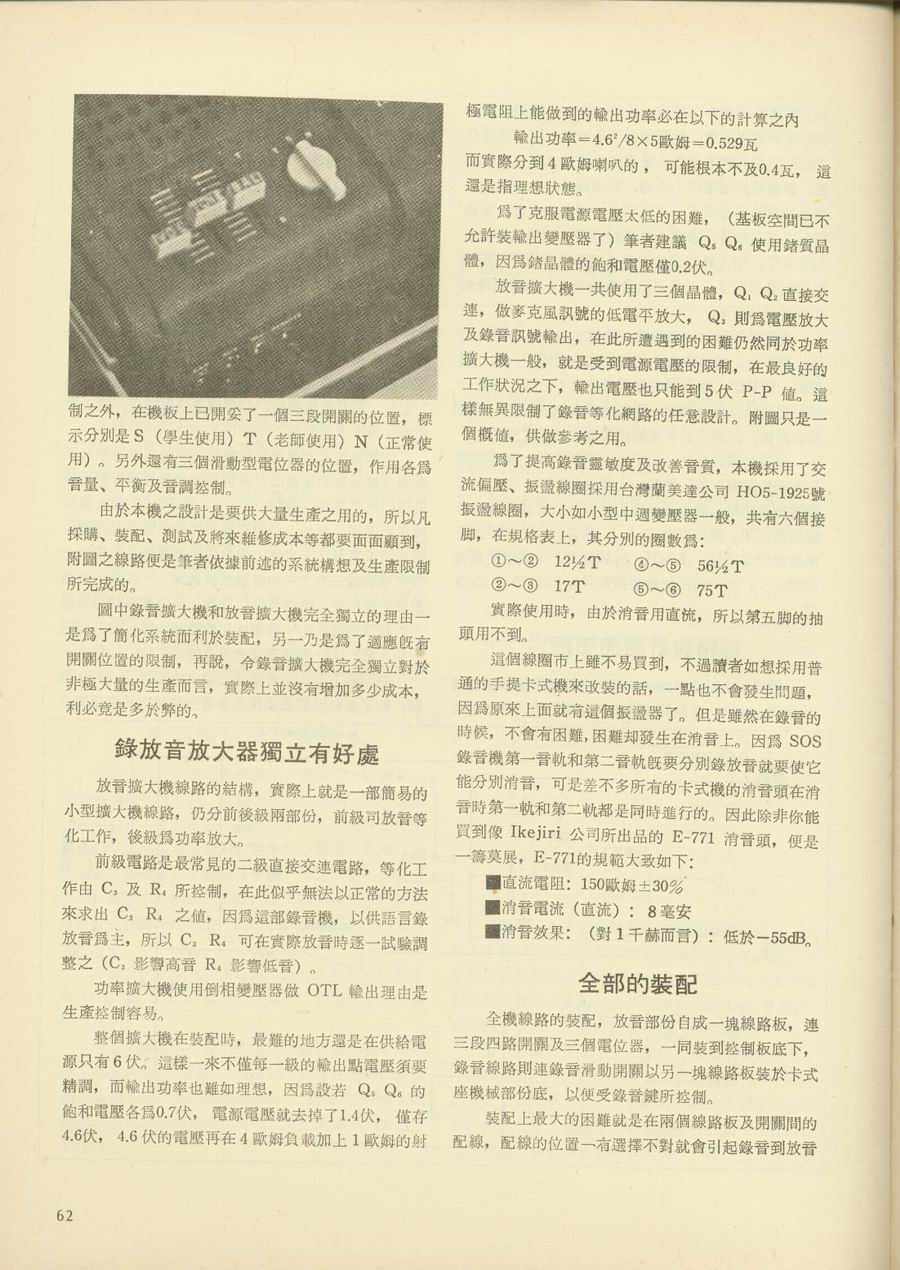 制之外，在機板上已開妥了一個三段開關的位置，標
示分別是S（學生使用）T（老師使用）N（正常使
用）。另外還有三個滑動型電位器的位置，作用各爲
音量、平衡及音調控制。
由於本機之設計是要供大量生產之用的，所以凡
採購、裝配、測試及將來維修成本等都要面面顧到，
附圖之線路便是筆者依據前述的系統構想及生產限制
所完成的。
圖中錄音擴大機和放音擴大機完全獨立的理由一
是爲了簡化系統而利於裝配，另一乃是爲了適應旣有
開關位置的限制，再說，令錄音擴大機完全獨立對於
非極大量的生產而言，實際上並沒有增加多少成本，
利必竟是多於弊的。
錄放音放大器獨立有好處
放音擴大機線路的結構，實際上就是一部簡易的
小型擴大機線路，仍分前後級兩部份，前級司放音等
化工作，後級爲功率放大。
前級電路是最常見的二級直接交連電路，等化工
作由 C₃ 及 R₄ 所控制，在此似乎無法以正常的方法
來求出 C₃ R₄ 之値，因爲這部錄音機，以供語言錄
放音爲主，所以 C₃ R₄ 可在實際放音時逐一試驗調
整之（C₃ 影響高音 R₄ 影響低音）。
功率擴大機使用倒相變壓器做 OTL 輸出理由是
生產控制容易。
整個擴大機在裝配時，最難的地方還是在供給電
源只有6伏。這樣一來不僅每一級的輸出點電壓須要
精調，而輸出功率也難如理想，因爲設若 Q₅ Q₆ 的
飽和電壓各爲0.7伏，電源電壓就去掉了1.4伏，僅存
4.6伏，4.6伏的電壓再在4歐姆負載加上1歐姆的射
極電阻上能做到的輸出功率必在以下的計算之內
輸出功率=4.6²/8×5歐姆=0.529瓦
而實際分到4歐姆喇叭的，可能根本不及0.4瓦，這
還是指理想狀態。
爲了克服電源電壓太低的困難，（基板空間已不
允許裝輸出變壓器了）筆者建議 Q₅ Q₆ 使用鍺質晶
體，因爲鍺晶體的飽和電壓僅0.2伏。
放音擴大機一共使用了三個晶體，Q₁ Q₂直接交
連，做麥克風訊號的低電平放大，Q₃ 則爲電壓放大
及錄音訊號輸出，在此所遭遇到的困難仍然同於功率
擴大機一般，就是受到電源電壓的限制，在最良好的
工作狀況之下，輸出電壓也只能到5伏 P-P 値。這
樣無異限制了錄音等化網路的任意設計。附圖只是一
個概値，供做參考之用。
爲了提高錄音靈敏度及改善音質，本機採用了交
流偏壓、振盪線圈採用台灣蘭美達公司 HO5-1925號
振盪線圈，大小如小型中週變壓器一般，共有六個接
脚，在規格表上，其分別的圈數爲：
①～② 12½T ④～⑤ 56½T
②～③ 17T ⑤～⑥ 75T
實際使用時，由於消音用直流，所以第五脚的抽
頭用不到。
這個線圈市上雖不易買到，不過讀者如想採用普
通的手提卡式機來改裝的話，一點也不會發生問題，
因爲原來上面就有這個振盪器了。但是雖然在錄音的
時候，不會有困難，困難却發生在消音上。因爲 SOS
錄音機第一音軌和第二音軌旣要分別錄放音就要使它
能分別消音，可是差不多所有的卡式機的消音頭在消
音時第一軌和第二軌都是同時進行的。因此除非你能
買到像 Ikejiri 公司所出品的 E-771 消音頭，便是
一籌莫展，E-771的規範大致如下：
■直流電阻：150歐姆±30%
■消音電流（直流）：8毫安
■消音效果：（對1千赫而言）：低於—55dB。
全部的裝配
全機線路的裝配，放音部份自成一塊線路板，連
三段四路開關及三個電位器，一同裝到控制板底下，
錄音線路則連錄音滑動開關以另一塊線路板裝於卡式
座機械部份底，以便受錄音鍵所控制。
裝配上最大的困難就是在兩個線路板及開關間的
配線，配線的位置一有選擇不對就會引起錄音到放音
62